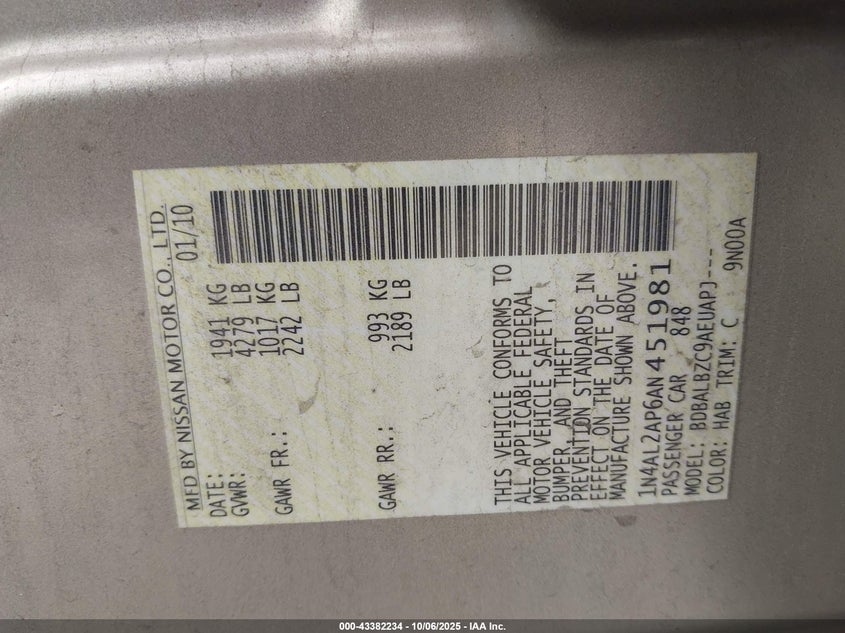 MFD BY NISSAN MOTOR CO., LTD.
DATE: 01/10
GVWR: 1941 KG
4279 LB
GAWR FR.: 1017 KG
2242 LB
GAWR RR.: 993 KG
2189 LB
THIS VEHICLE CONFORMS TO
ALL APPLICABLE FEDERAL
MOTOR VEHICLE SAFETY,
BUMPER, AND THEFT
PREVENTION STANDARDS IN
EFFECT ON THE DATE OF
MANUFACTURE SHOWN ABOVE.
1N4AL2AP6AN451981
PASSENGER CAR 848
MODEL: BDBALBZC9AEUAPJ---
COLOR: HAB TRIM: C 9N00A
000-43382234 - 10/06/2025 - IAA Inc.